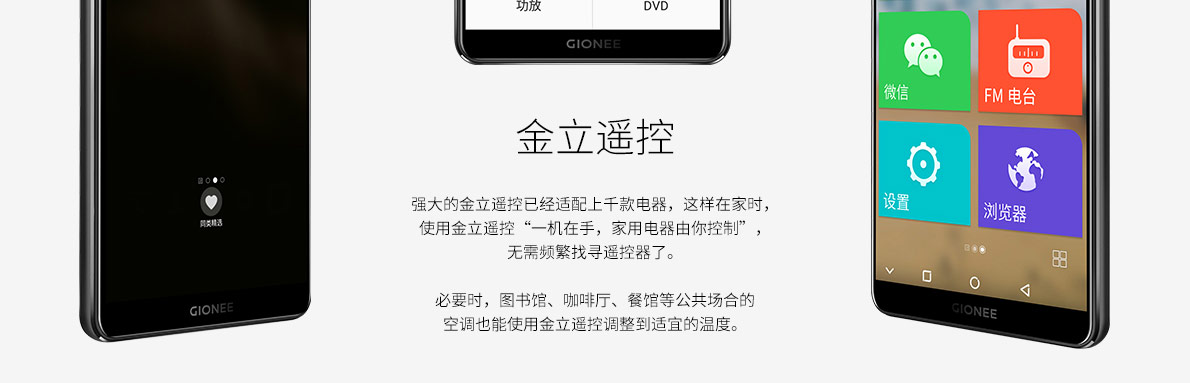 功放
DVD
GIONEE
微信
FM 电台
设置
浏览器
同类精选
GIONEE
GIONEE
金立遥控
强大的金立遥控已经适配上千款电器，这样在家时，
使用金立遥控“一机在手，家用电器由你控制”，
无需频繁找寻遥控器了。
必要时，图书馆、咖啡厅、餐馆等公共场合的
空调也能使用金立遥控调整到适宜的温度。